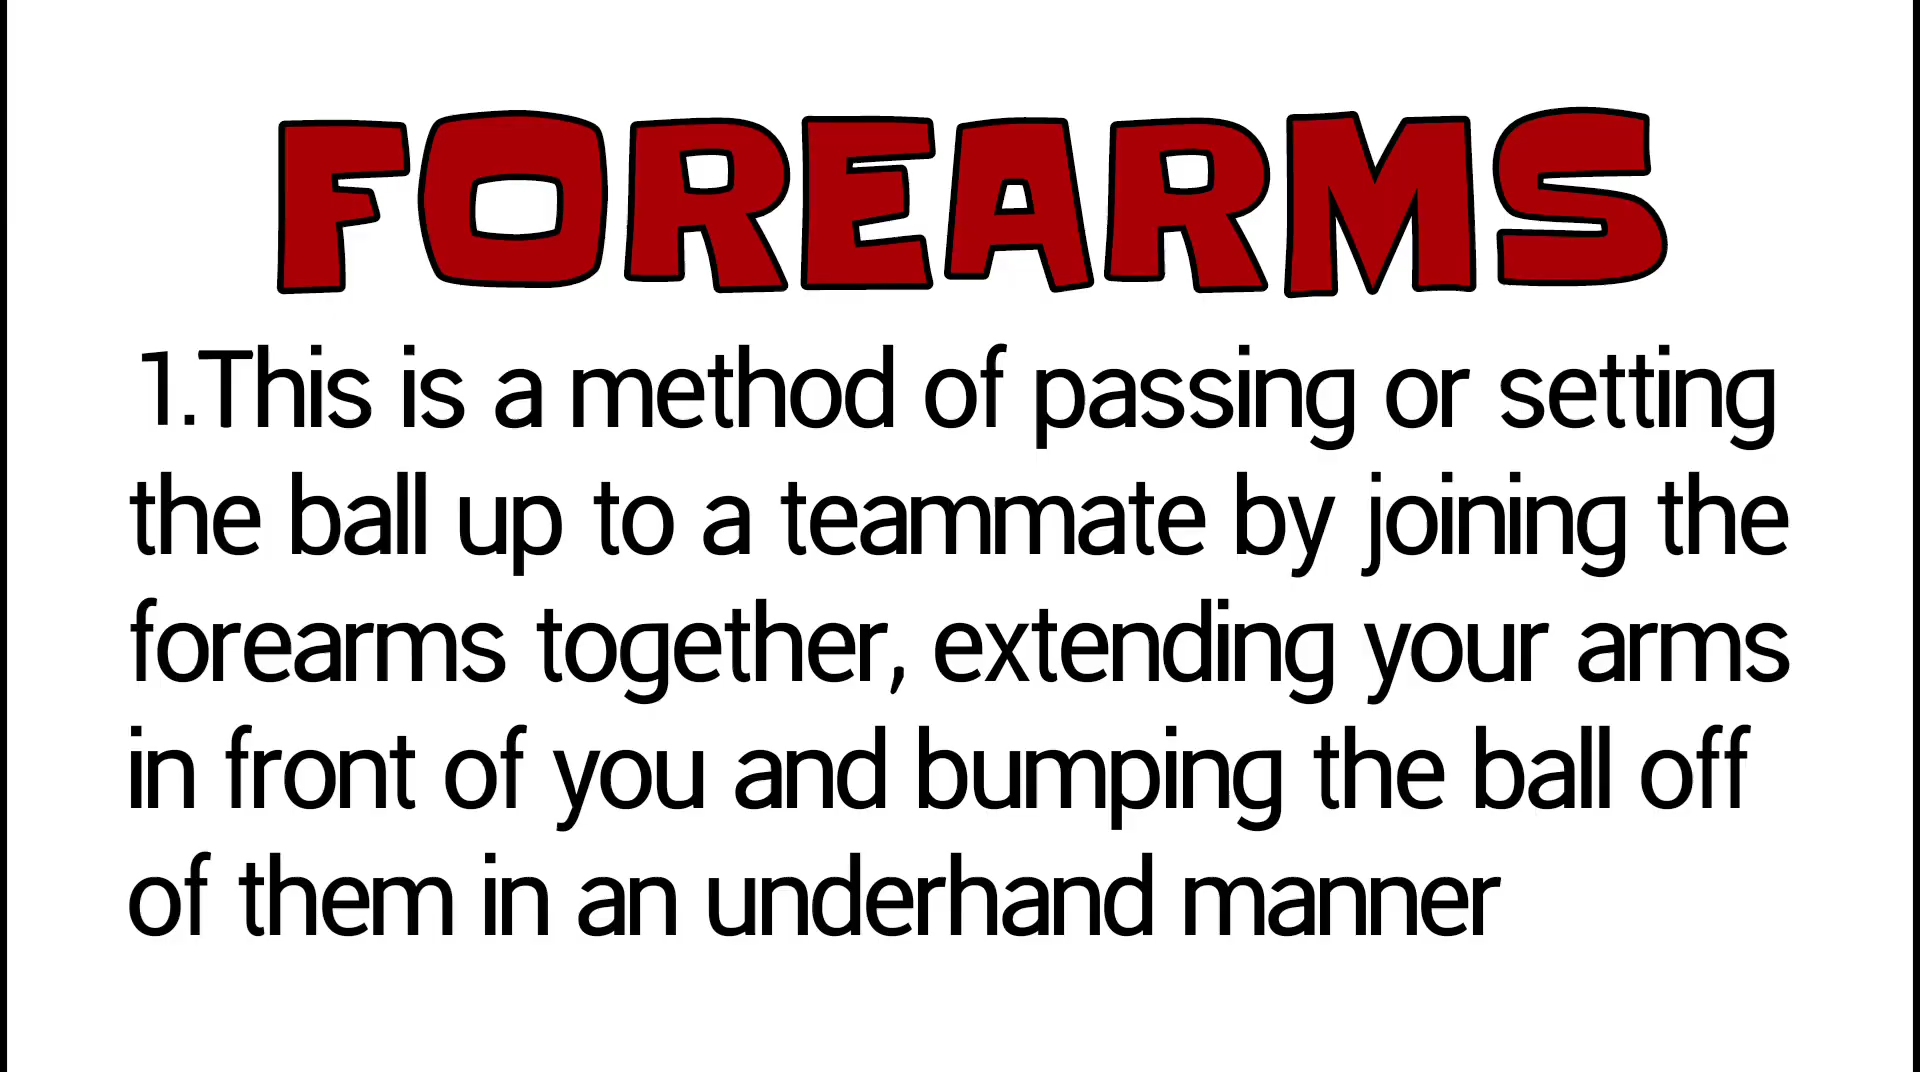 FOREARMS
1.This is a method of passing or setting
the ball up to a teammate by joining the
forearms together, extending your arms
in front of you and bumping the ball off
of them in an underhand manner